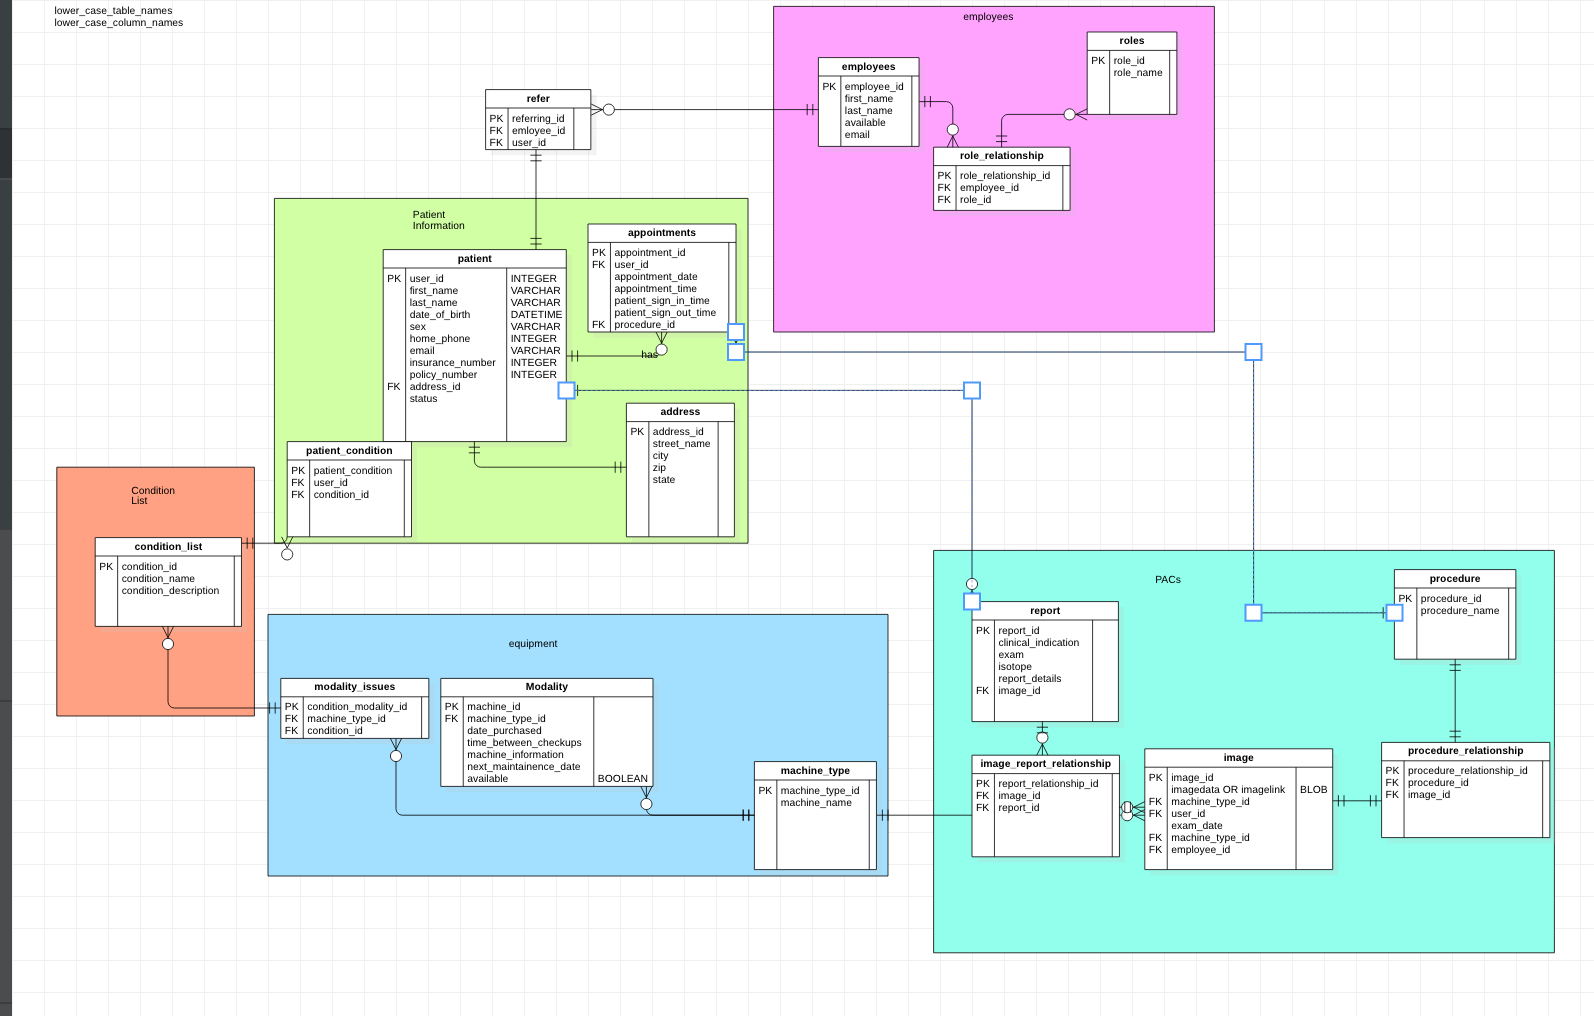 lower_case_table_names
lower_case_column_names
employees
roles
PK role_id
role_name
employees
PK employee_id
first_name
last_name
available
email
refer
PK referring_id
FK emloyee_id
FK user_id
role_relationship
PK role_relationship_id
FK employee_id
FK role_id
Patient
Information
appointments
PK appointment_id
FK user_id
appointment_date
appointment_time
patient_sign_in_time
patient_sign_out_time
FK procedure_id
patient
PK user_id INTEGER
first_name VARCHAR
last_name VARCHAR
date_of_birth DATETIME
sex VARCHAR
home_phone INTEGER
email VARCHAR
insurance_number INTEGER
policy_number INTEGER
FK address_id
status
has
address
PK address_id
street_name
city
zip
state
patient_condition
PK patient_condition
FK user_id
FK condition_id
Condition
List
condition_list
PK condition_id
condition_name
condition_description
equipment
modality_issues
PK condition_modality_id
FK machine_type_id
FK condition_id
Modality
PK machine_id
FK machine_type_id
date_purchased
time_between_checkups
machine_information
next_maintainence_date
available BOOLEAN
machine_type
PK machine_type_id
machine_name
PACs
report
PK report_id
clinical_indication
exam
isotope
report_details
FK image_id
procedure
PK procedure_id
procedure_name
image_report_relationship
PK report_relationship_id
FK image_id
FK report_id
image
PK image_id
imagedata OR imagelink BLOB
FK machine_type_id
FK user_id
exam_date
FK machine_type_id
FK employee_id
procedure_relationship
PK procedure_relationship_id
FK procedure_id
FK image_id